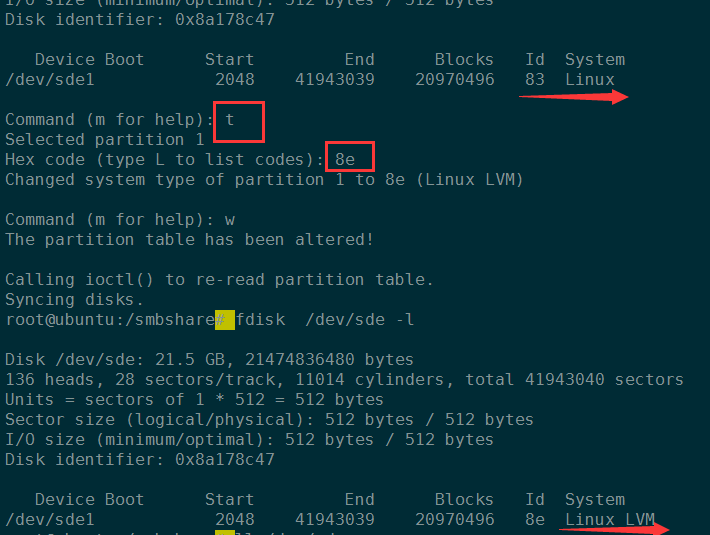 I/O size (minimum/optimal): 512 bytes / 512 bytes
Disk identifier: 0x8a178c47
Device Boot Start End Blocks Id System
/dev/sde1 2048 41943039 20970496 83 Linux
Command (m for help): t
Selected partition 1
Hex code (type L to list codes): 8e
Changed system type of partition 1 to 8e (Linux LVM)
Command (m for help): w
The partition table has been altered!
Calling ioctl() to re-read partition table.
Syncing disks.
root@ubuntu:/smbshare# fdisk  /dev/sde -l
Disk /dev/sde: 21.5 GB, 21474836480 bytes
136 heads, 28 sectors/track, 11014 cylinders, total 41943040 sectors
Units = sectors of 1 * 512 = 512 bytes
Sector size (logical/physical): 512 bytes / 512 bytes
I/O size (minimum/optimal): 512 bytes / 512 bytes
Disk identifier: 0x8a178c47
Device Boot Start End Blocks Id System
/dev/sde1 2048 41943039 20970496 8e Linux LVM